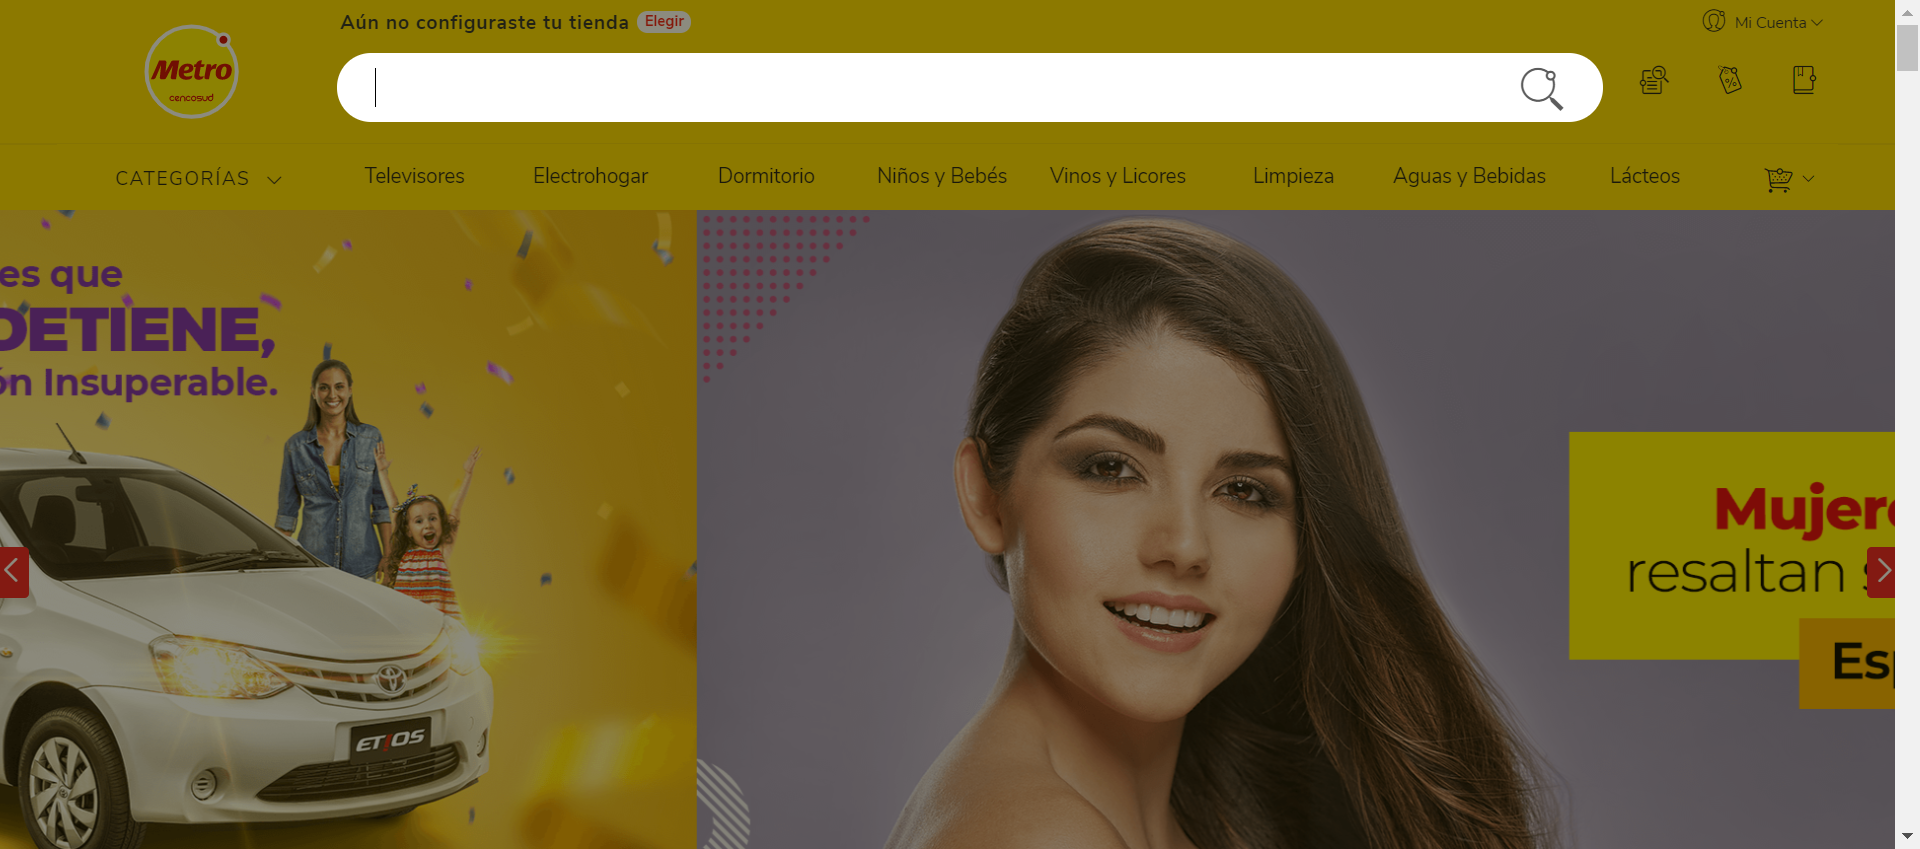 Aún no configuraste tu tienda Elegir
Mi Cuenta
Metro
cencosud
CATEGORÍAS
Televisores
Electrohogar
Dormitorio
Niños y Bebés
Vinos y Licores
Limpieza
Aguas y Bebidas
Lácteos
es que
DETIENE,
ón Insuperable.
ETIOS
Mujer
resaltan
Esp